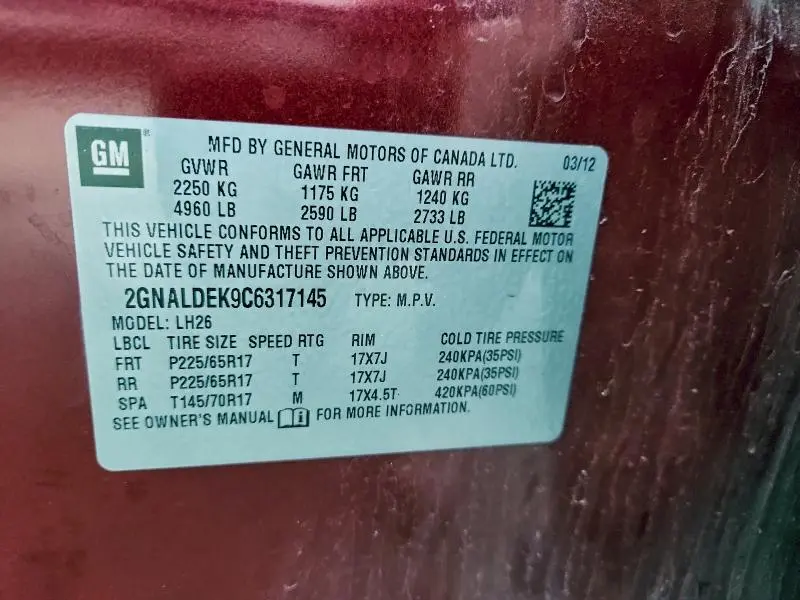 GM MFD BY GENERAL MOTORS OF CANADA LTD. 03/12
GVWR GAWR FRT GAWR RR
2250 KG 1175 KG 1240 KG
4960 LB 2590 LB 2733 LB
THIS VEHICLE CONFORMS TO ALL APPLICABLE U.S. FEDERAL MOTOR
VEHICLE SAFETY AND THEFT PREVENTION STANDARDS IN EFFECT ON
THE DATE OF MANUFACTURE SHOWN ABOVE.
2GNALDEK9C6317145 TYPE: M.P.V.
MODEL: LH26
LBCL TIRE SIZE SPEED RTG RIM COLD TIRE PRESSURE
FRT P225/65R17 T 17X7J 240KPA(35PSI)
RR P225/65R17 T 17X7J 240KPA(35PSI)
SPA T145/70R17 M 17X4.5T 420KPA(60PSI)
SEE OWNER'S MANUAL FOR MORE INFORMATION.